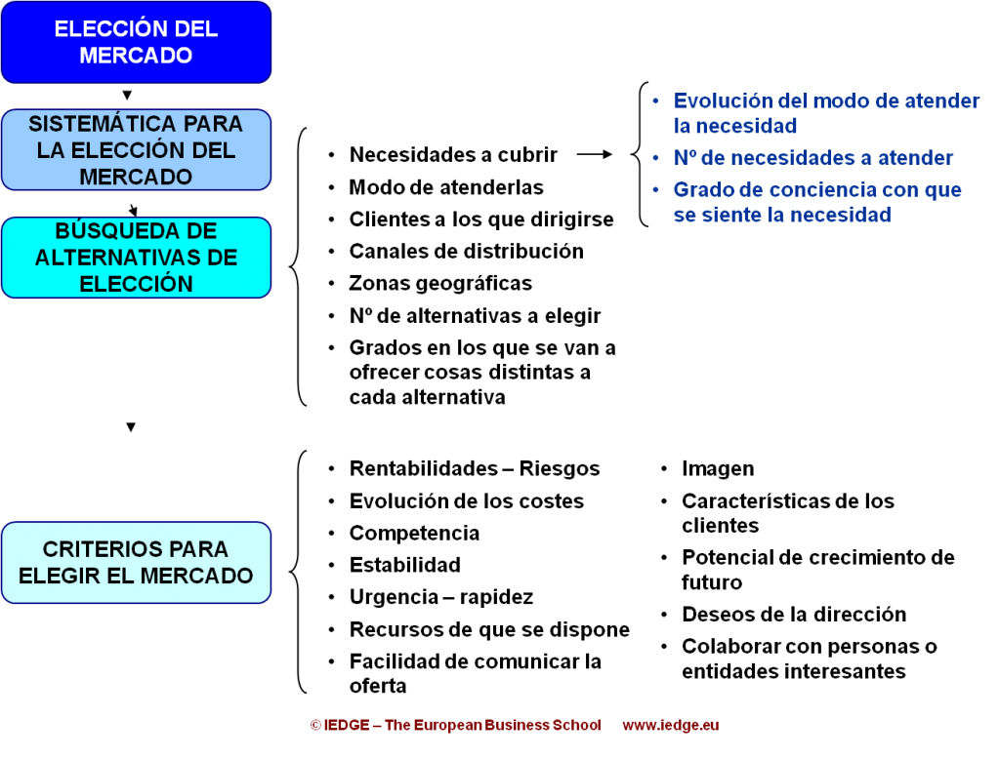 ELECCIÓN DEL
MERCADO
SISTEMÁTICA PARA
LA ELECCIÓN DEL
MERCADO
BÚSQUEDA DE
ALTERNATIVAS DE
ELECCIÓN
• Necesidades a cubrir
• Modo de atenderlas
• Clientes a los que dirigirse
• Canales de distribución
• Zonas geográficas
• Nº de alternativas a elegir
• Grados en los que se van a
ofrecer cosas distintas a
cada alternativa
• Evolución del modo de atender
la necesidad
• Nº de necesidades a atender
• Grado de conciencia con que
se siente la necesidad
CRITERIOS PARA
ELEGIR EL MERCADO
• Rentabilidades – Riesgos
• Evolución de los costes
• Competencia
• Estabilidad
• Urgencia – rapidez
• Recursos de que se dispone
• Facilidad de comunicar la
oferta
• Imagen
• Características de los
clientes
• Potencial de crecimiento de
futuro
• Deseos de la dirección
• Colaborar con personas o
entidades interesantes
© IEDGE – The European Business School www.iedge.eu